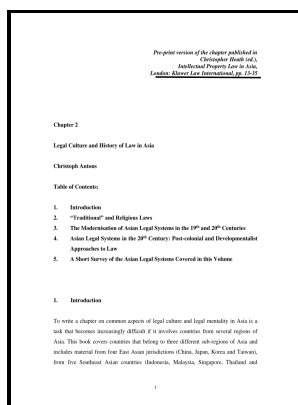 Pre-print version of the chapter published in
Christopher Heath (ed.),
Intellectual Property Law in Asia,
London: Kluwer Law International, pp. 13-35
Chapter 2
Legal Culture and History of Law in Asia
Christoph Antons
Table of Contents:
1. Introduction
2. “Traditional” and Religious Laws
3. The Modernisation of Asian Legal Systems in the 19th and 20th Centuries
4. Asian Legal Systems in the 20th Century: Post-colonial and Developmentalist
Approaches to Law
5. A Short Survey of the Asian Legal Systems Covered in this Volume
1. Introduction
To write a chapter on common aspects of legal culture and legal mentality in Asia is a
task that becomes increasingly difficult if it involves countries from several regions of
Asia. This book covers countries that belong to three different sub-regions of Asia and
includes material from four East Asian jurisdictions (China, Japan, Korea and Taiwan),
from five Southeast Asian countries (Indonesia, Malaysia, Singapore, Thailand and
1